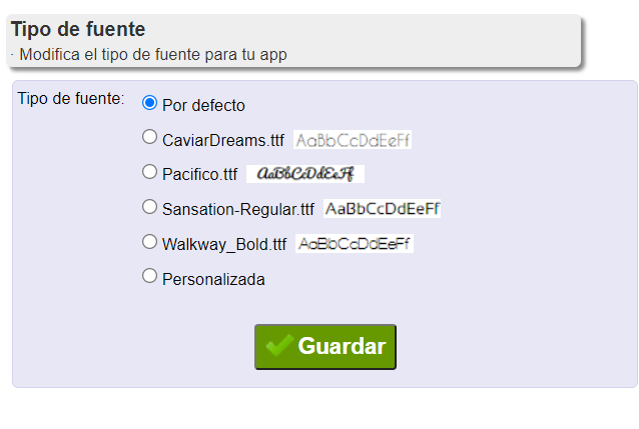 Tipo de fuente
· Modifica el tipo de fuente para tu app
Tipo de fuente: Por defecto
CaviarDreams.ttf AaBbCcDdEeFf
Pacifico.ttf AaBbCcDdEeFf
Sansation-Regular.ttf AaBbCcDdEeFf
Walkway_Bold.ttf AaBbCcDdEeFf
Personalizada
Guardar